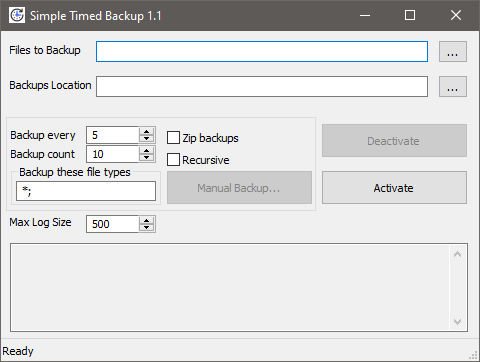 Simple Timed Backup 1.1
Files to Backup
...
Backups Location
...
Backup every 5
Zip backups
Deactivate
Backup count 10
Recursive
Backup these file types
*;
Manual Backup...
Activate
Max Log Size 500
Ready